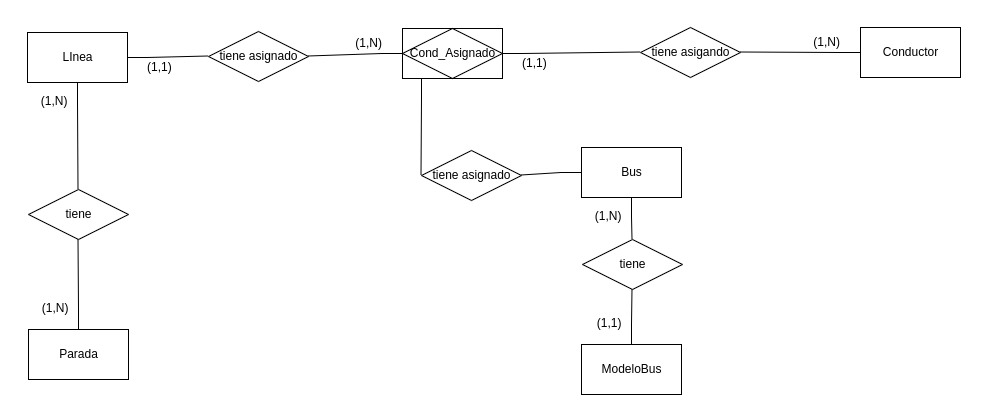 LInea
(1,1)
tiene asignado
(1,N)
Cond_Asignado
(1,1)
tiene asigando
(1,N)
Conductor
(1,N)
tiene asignado
Bus
(1,N)
tiene
tiene
(1,N)
(1,1)
Parada
ModeloBus